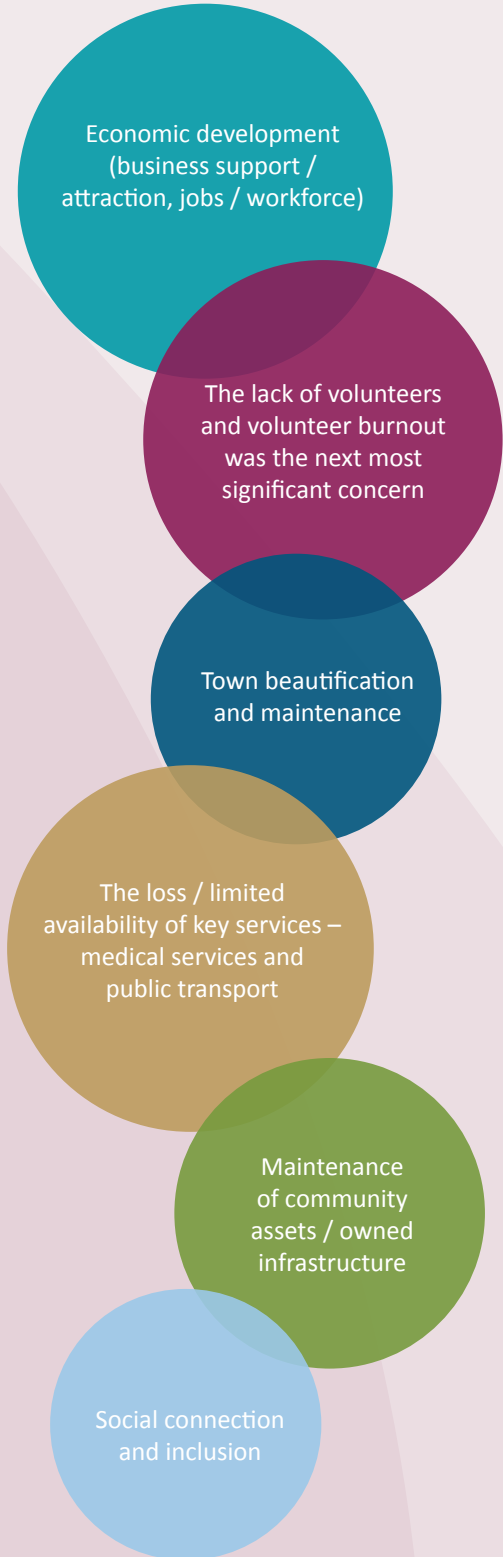 Economic development
(business support /
attraction, jobs / workforce)
The lack of volunteers
and volunteer burnout
was the next most
significant concern
Town beautification
and maintenance
The loss / limited
availability of key services –
medical services and
public transport
Maintenance
of community
assets / owned
infrastructure
Social connection
and inclusion